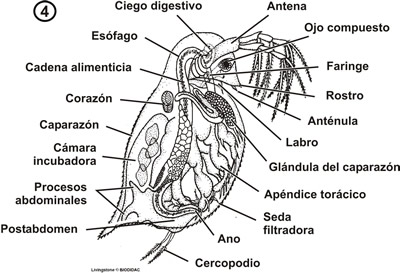 4
Ciego digestivo
Antena
Esófago
Ojo compuesto
Cadena alimenticia
Faringe
Corazón
Rostro
Anténula
Caparazón
Labro
Cámara
incubadora
Glándula del caparazón
Procesos
abdominales
Apéndice torácico
Postabdomen
Seda
filtradora
Ano
Cercopodio
Livingstone © BIODIDAC